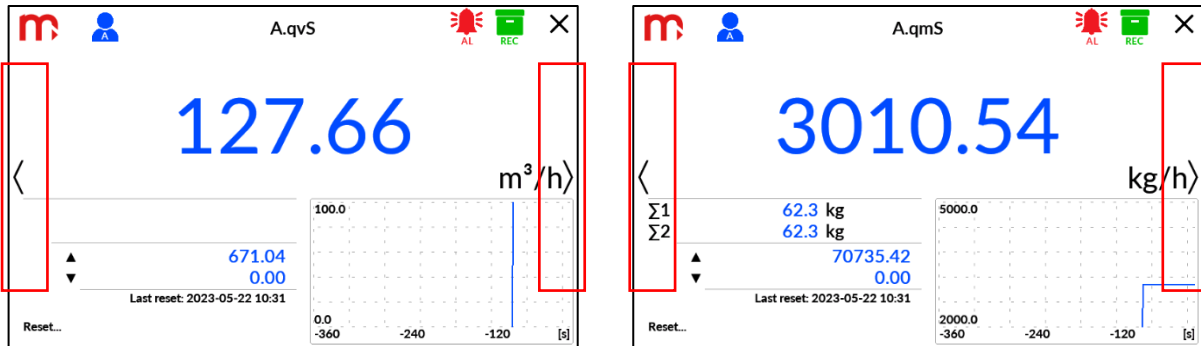 A.qvS
A
AL
REC
127.66
m³/h
100.0
671.04
0.00
Last reset: 2023-05-22 10:31
Reset...
0.0
-360 -240 -120 [s]
A.qmS
A
AL
REC
3010.54
kg/h
∑1 62.3 kg
∑2 62.3 kg
5000.0
70735.42
0.00
Last reset: 2023-05-22 10:31
Reset...
2000.0
-360 -240 -120 [s]